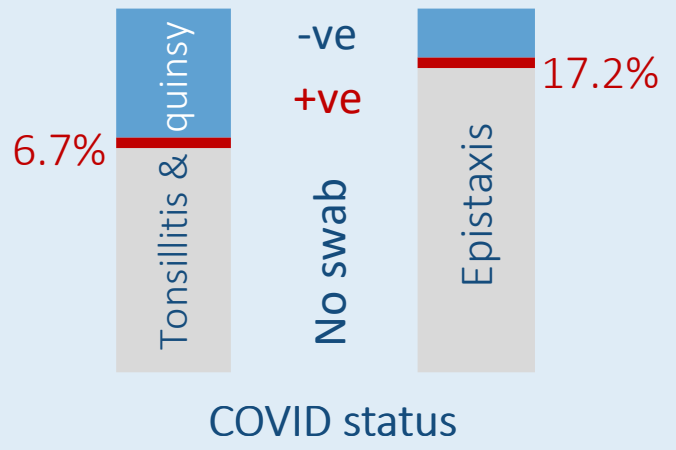 Tonsillitis & quinsy
6.7%
-ve
+ve
No swab
Epistaxis
17.2%
COVID status